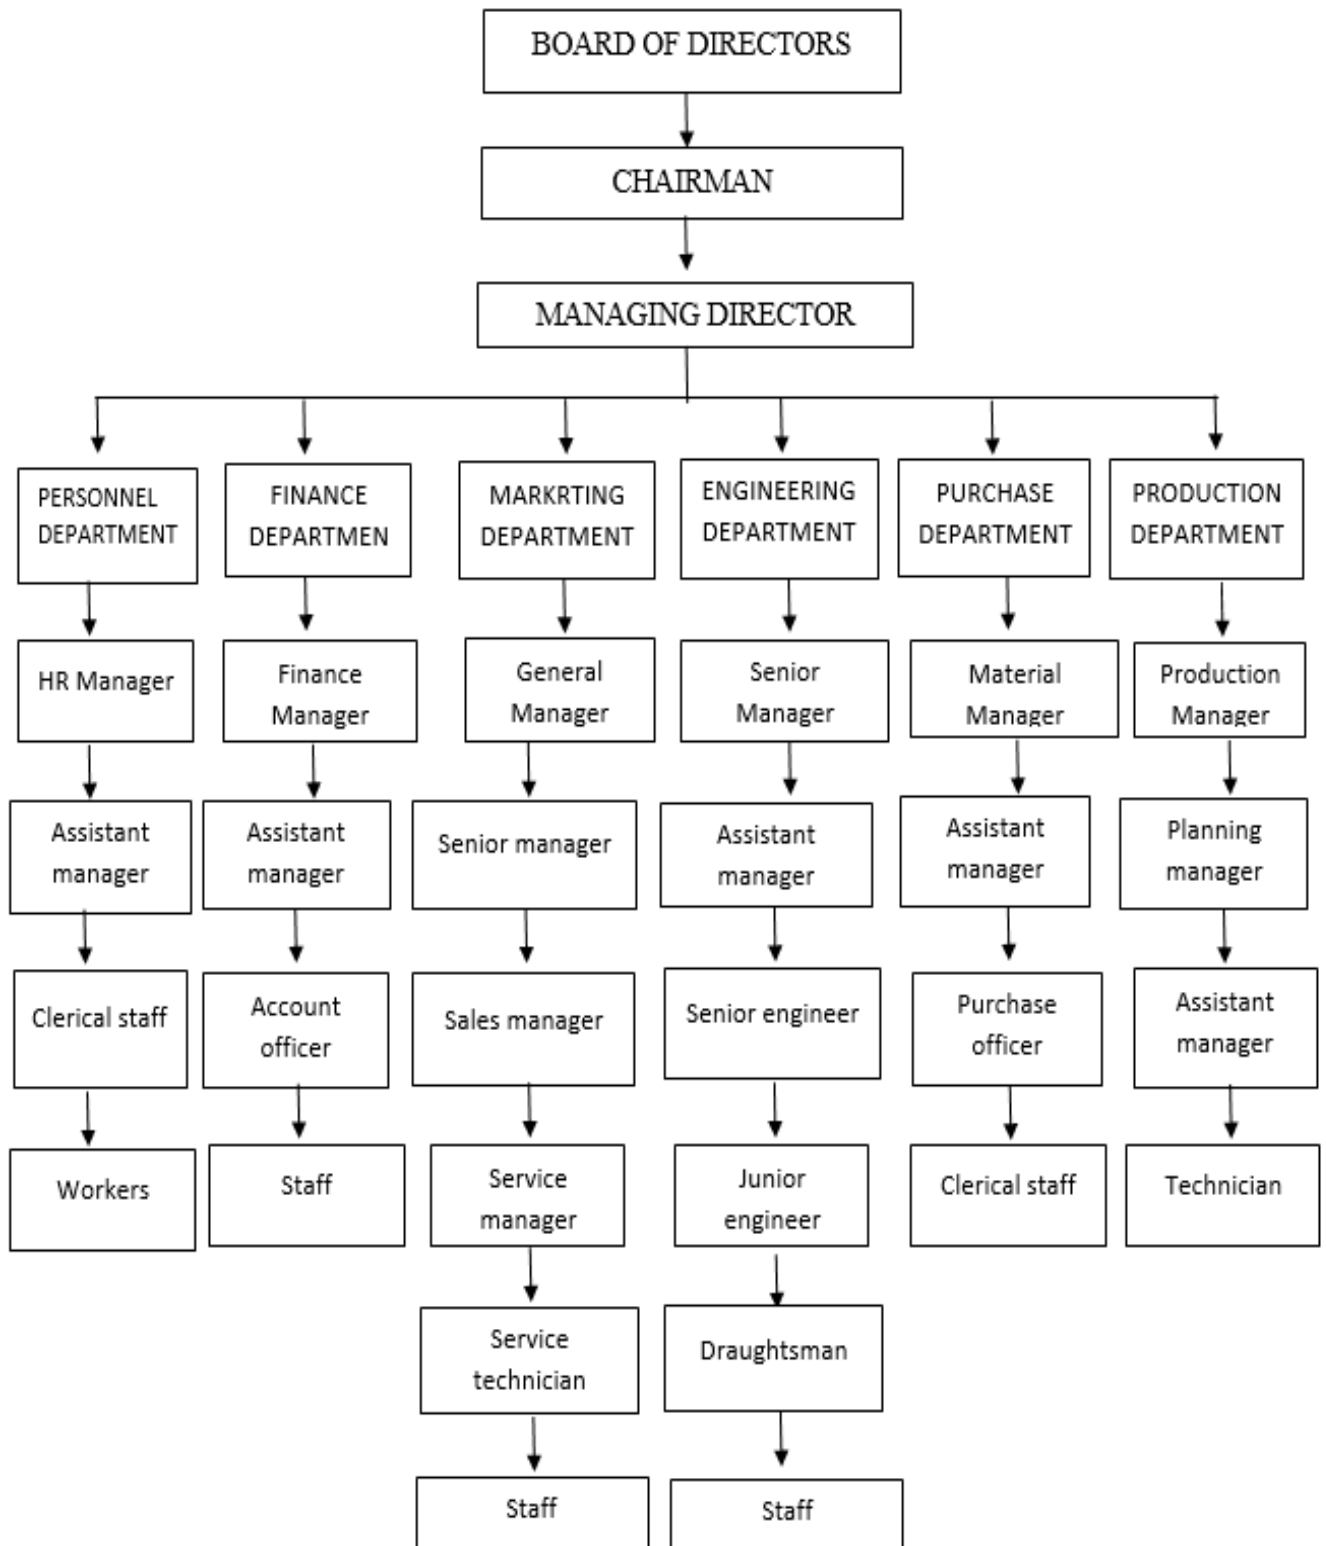 BOARD OF DIRECTORS
CHAIRMAN
MANAGING DIRECTOR
PERSONNEL
DEPARTMENT
FINANCE
DEPARTMEN
MARKRTING
DEPARTMENT
ENGINEERING
DEPARTMENT
PURCHASE
DEPARTMENT
PRODUCTION
DEPARTMENT
HR Manager
Finance
Manager
General
Manager
Senior
Manager
Material
Manager
Production
Manager
Assistant
manager
Assistant
manager
Senior manager
Assistant
manager
Assistant
manager
Planning
manager
Clerical staff
Account
officer
Sales manager
Senior engineer
Purchase
officer
Assistant
manager
Workers
Staff
Service
manager
Junior
engineer
Clerical staff
Technician
Service
technician
Draughtsman
Staff
Staff